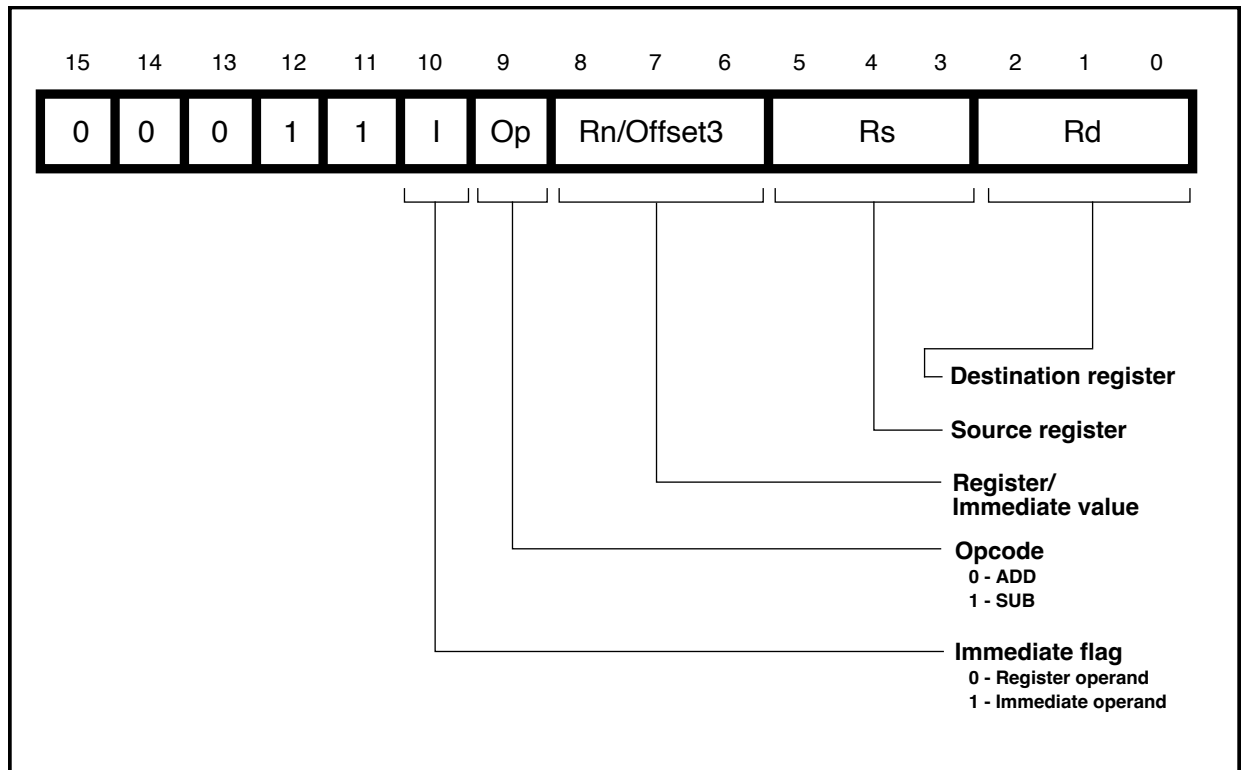 15 14 13 12 11 10 9 8 7 6 5 4 3 2 1 0
0 0 0 1 1 I Op Rn/Offset3 Rs Rd
Destination register
Source register
Register/
Immediate value
Opcode
0 - ADD
1 - SUB
Immediate flag
0 - Register operand
1 - Immediate operand